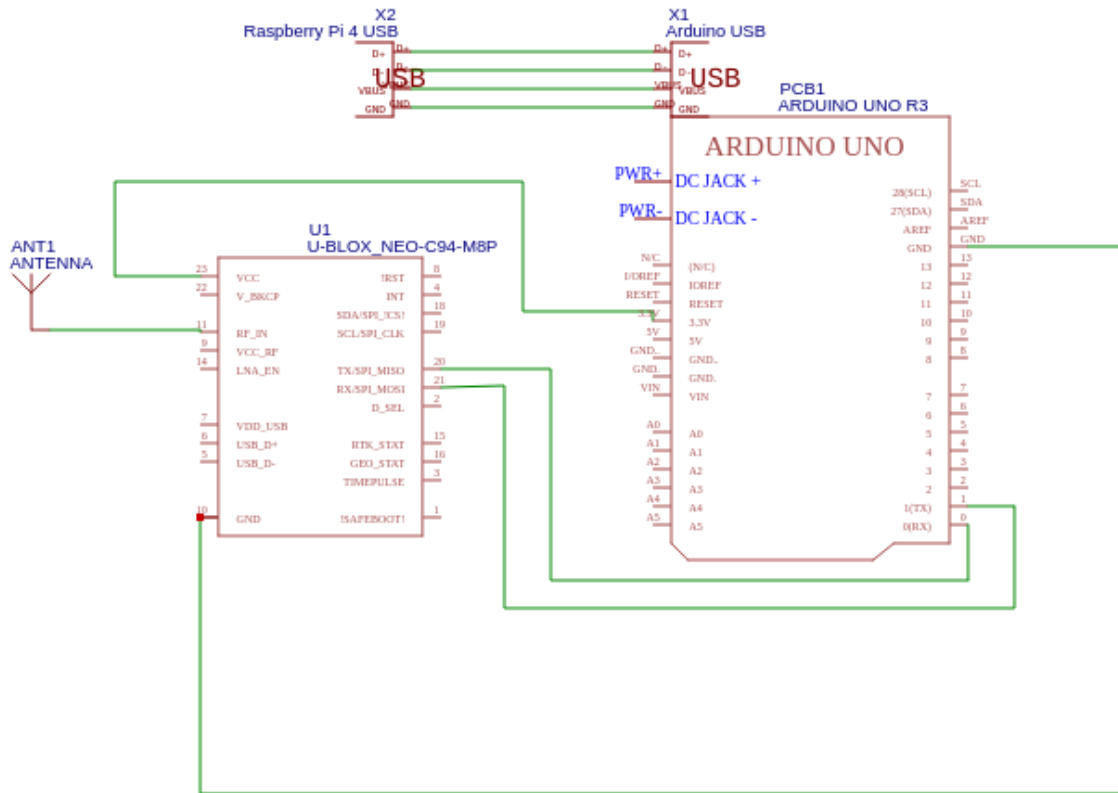 X2
Raspberry Pi 4 USB
D+
D+
D-
D-
USB
VBUS
GND
GND
X1
Arduino USB
D+
D+
D-
D-
USB
VBUS
VBUS
GND
GND
PCB1
ARDUINO UNO R3
ARDUINO UNO
PWR+ DC JACK +
PWR- DC JACK -
N/C (N/C)
I/OREF IOREF
RESET RESET
3.3V 3.3V
5V 5V
GND.. GND..
GND. GND.
VIN VIN
A0 A0
A1 A1
A2 A2
A3 A3
A4 A4
A5 A5
28(SCL) SCL
27(SDA) SDA
AREF AREF
GND GND
13 13
12 12
11 11
10 10
9 9
8 8
7 7
6 6
5 5
4 4
3 3
2 2
1(TX) 1
0(RX) 0
ANT1
ANTENNA
U1
U-BLOX_NEO-C94-M8P
23 VCC
22 V_BKCP
11 RF_IN
9 VCC_RF
14 LNA_EN
7 VDD_USB
6 USB_D+
5 USB_D-
10 GND
!RST 8
INT 4
SDA/SPI_!CS! 18
SCL/SPI_CLK 19
TX/SPI_MISO 20
RX/SPI_MOSI 21
D_SEL 2
RTK_STAT 15
GEO_STAT 16
TIMEPULSE 3
!SAFEBOOT! 1